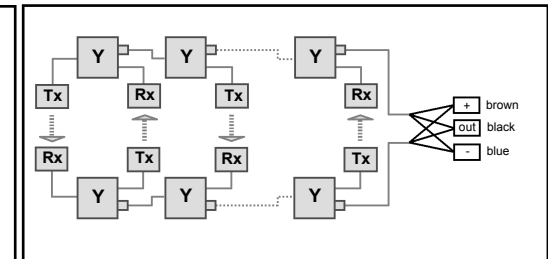 Y Y Y
Tx Rx Tx Rx
+ brown
out black
- blue
Rx Tx Rx Tx
Y Y Y